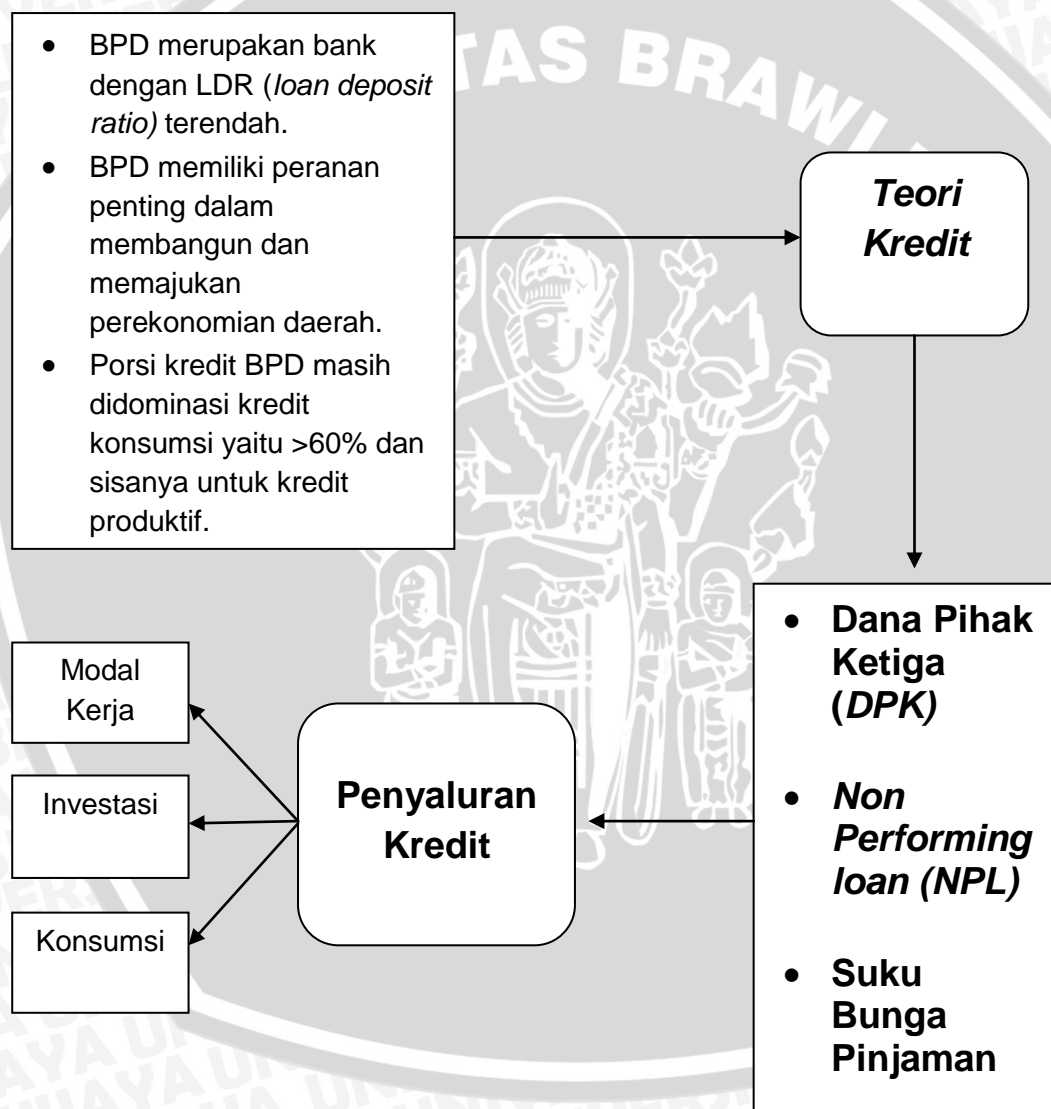 TAS BRAWI
• BPD merupakan bank
dengan LDR (loan deposit
ratio) terendah.
• BPD memiliki peranan
penting dalam
membangun dan
memajukan
perekonomian daerah.
• Porsi kredit BPD masih
didominasi kredit
konsumsi yaitu >60% dan
sisanya untuk kredit
produktif.
Teori
Kredit
• Dana Pihak
Ketiga
(DPK)
• Non
Performing
loan (NPL)
• Suku
Bunga
Pinjaman
Penyaluran
Kredit
Modal
Kerja
Investasi
Konsumsi